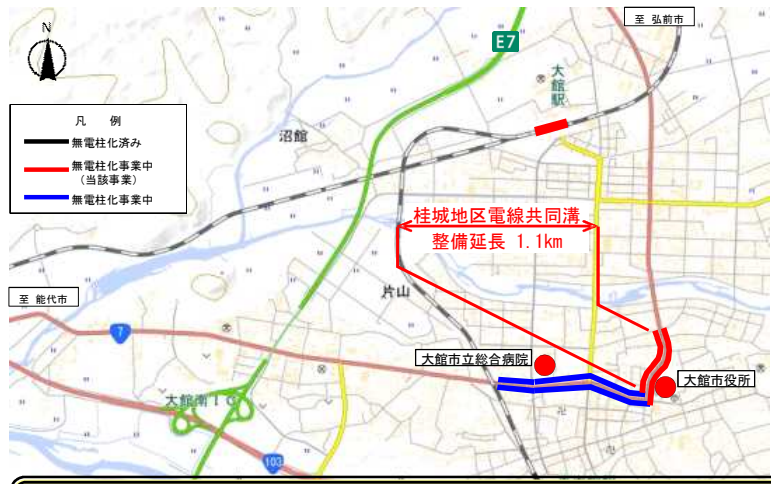 至 弘前市
E7
大館駅
凡 例
無電柱化済み
無電柱化事業中
(当該事業)
無電柱化事業中
沼館
桂城地区電線共同溝
整備延長 1.1km
片山
至 能代市
7
大館市立総合病院
大館市役所
大館南IC
103